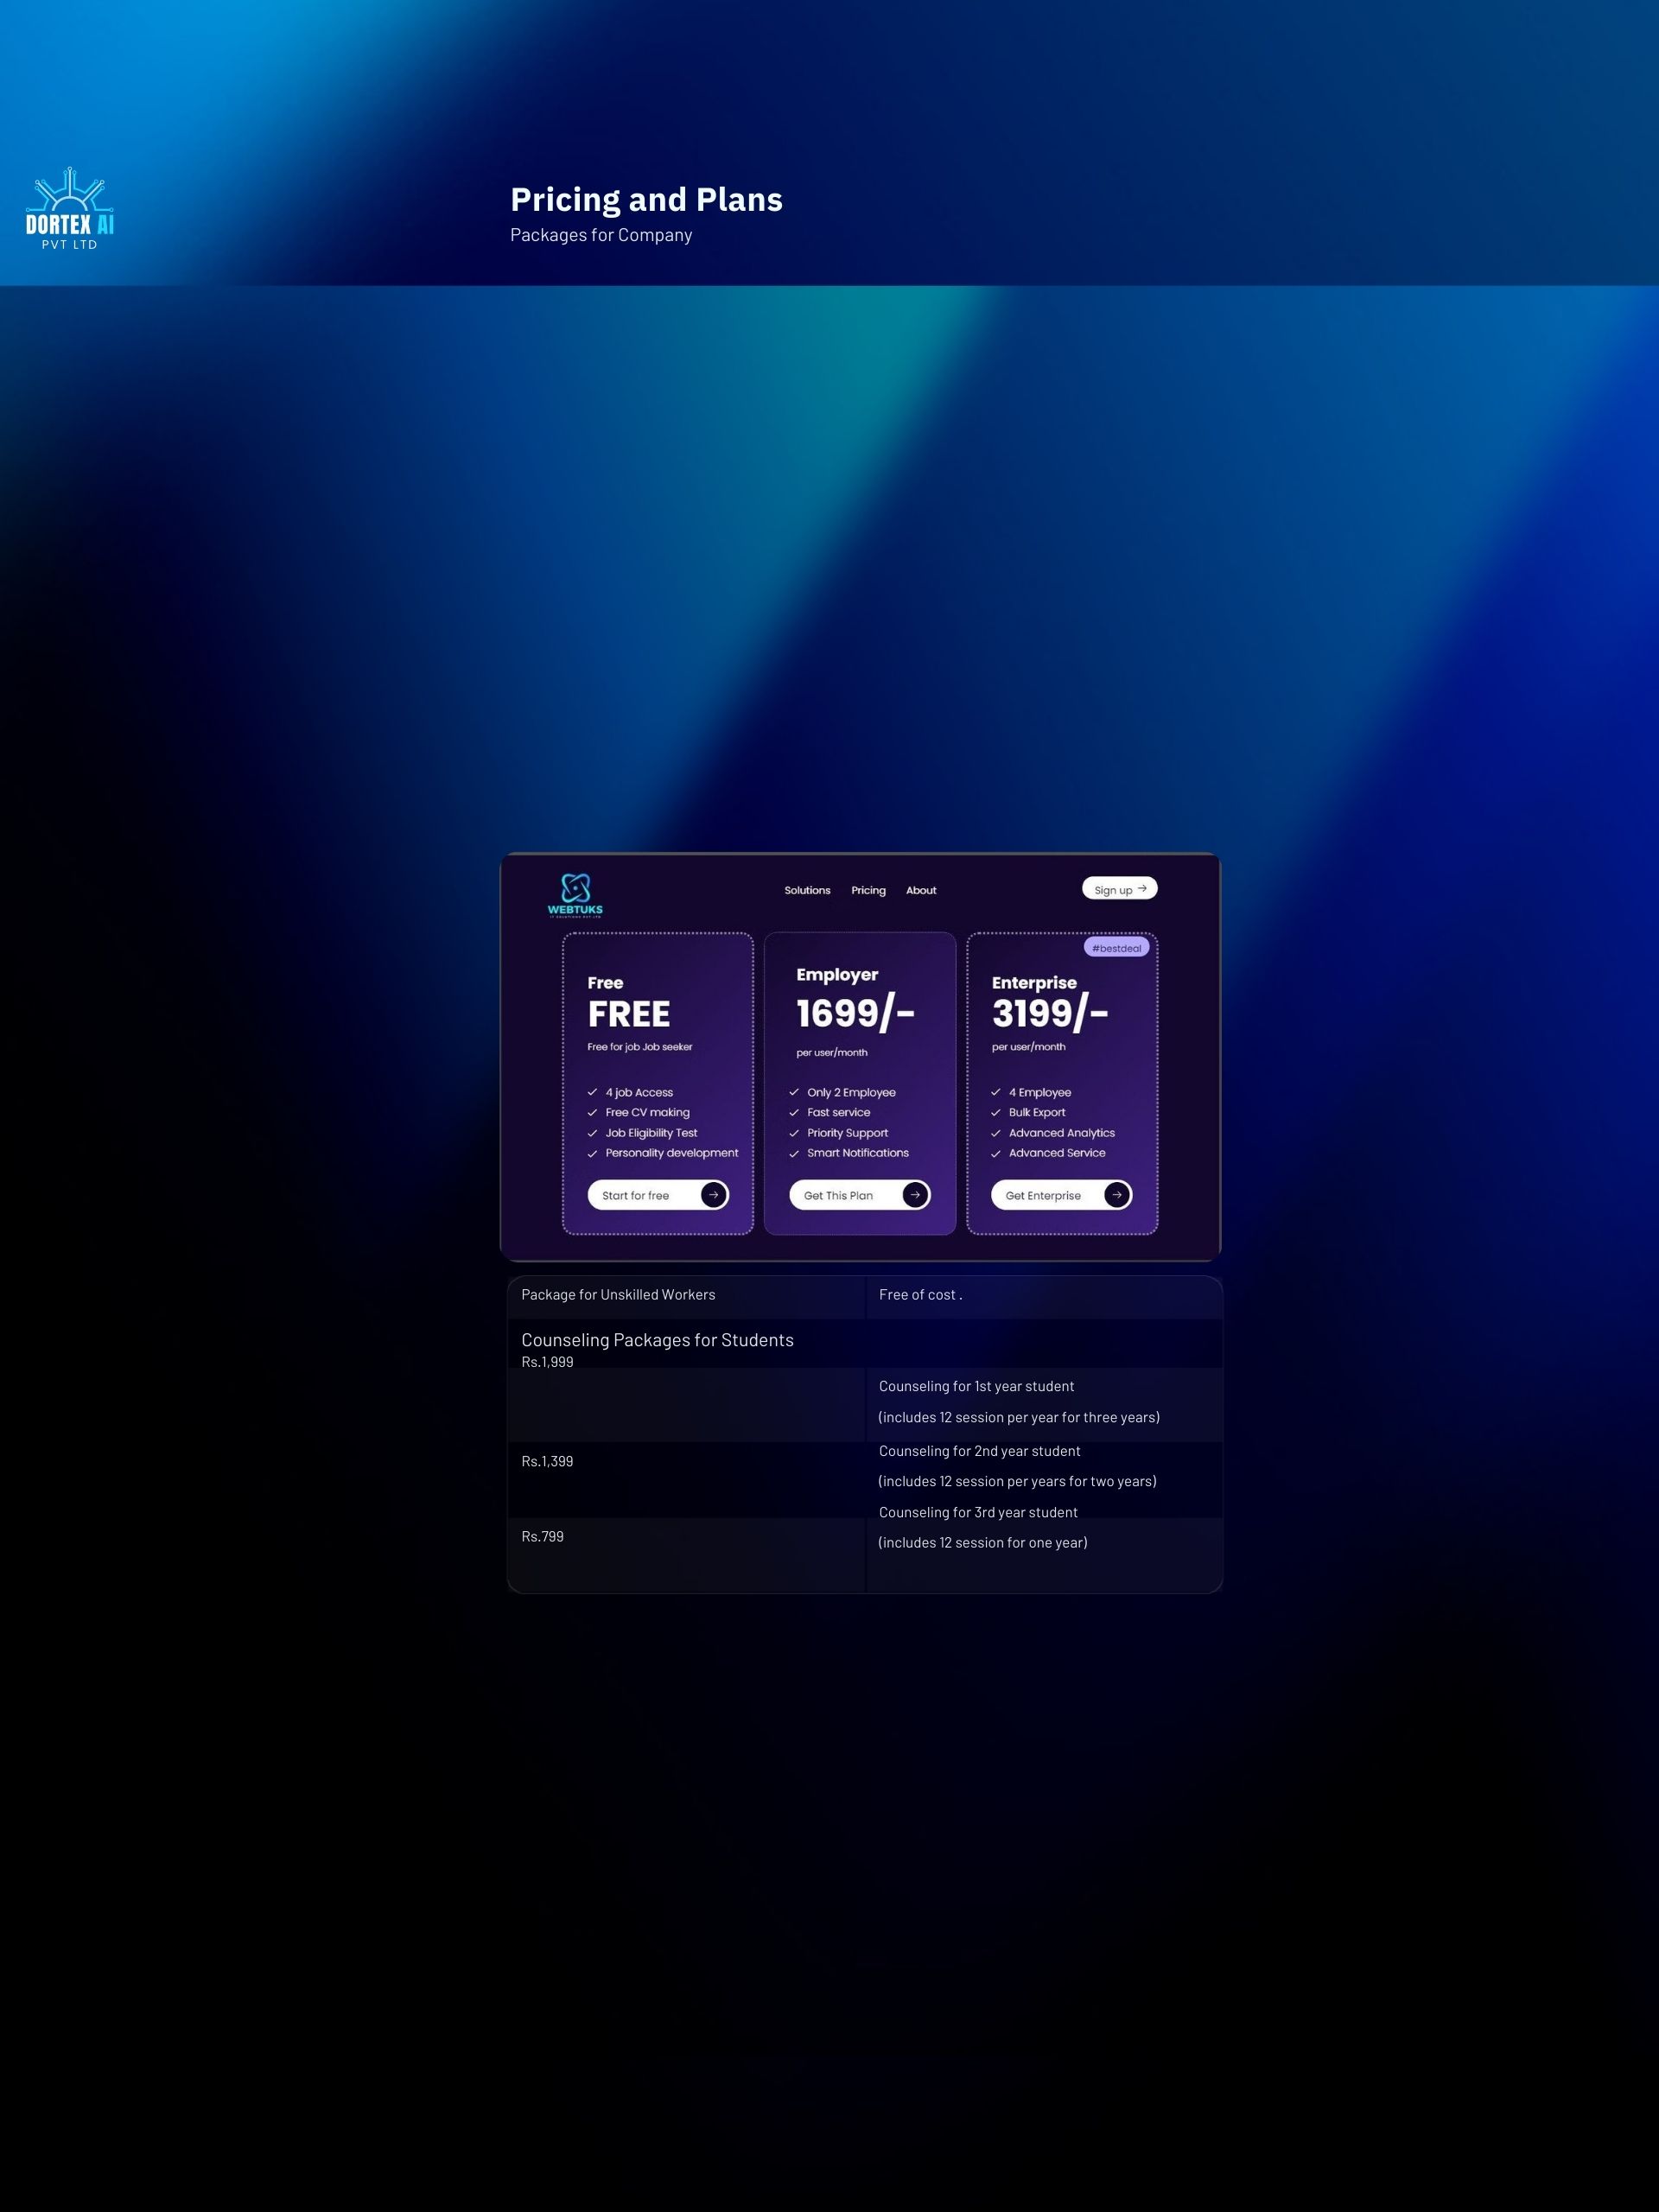 DORTEX AI
PVT LTD
Pricing and Plans
Packages for Company
WEBTUKS
IT SOLUTIONS PVT LTD
Solutions Pricing About
Sign up
Free
FREE
Free for job Job seeker
4 job Access
Free CV making
Job Eligibility Test
Personality development
Start for free
Employer
1699/-
per user/month
Only 2 Employee
Fast service
Priority Support
Smart Notifications
Get This Plan
#bestdeal
Enterprise
3199/-
per user/month
4 Employee
Bulk Export
Advanced Analytics
Advanced Service
Get Enterprise
Package for Unskilled Workers
Free of cost .
Counseling Packages for Students
Rs.1,999
Counseling for 1st year student
(includes 12 session per year for three years)
Rs.1,399
Counseling for 2nd year student
(includes 12 session per years for two years)
Rs.799
Counseling for 3rd year student
(includes 12 session for one year)